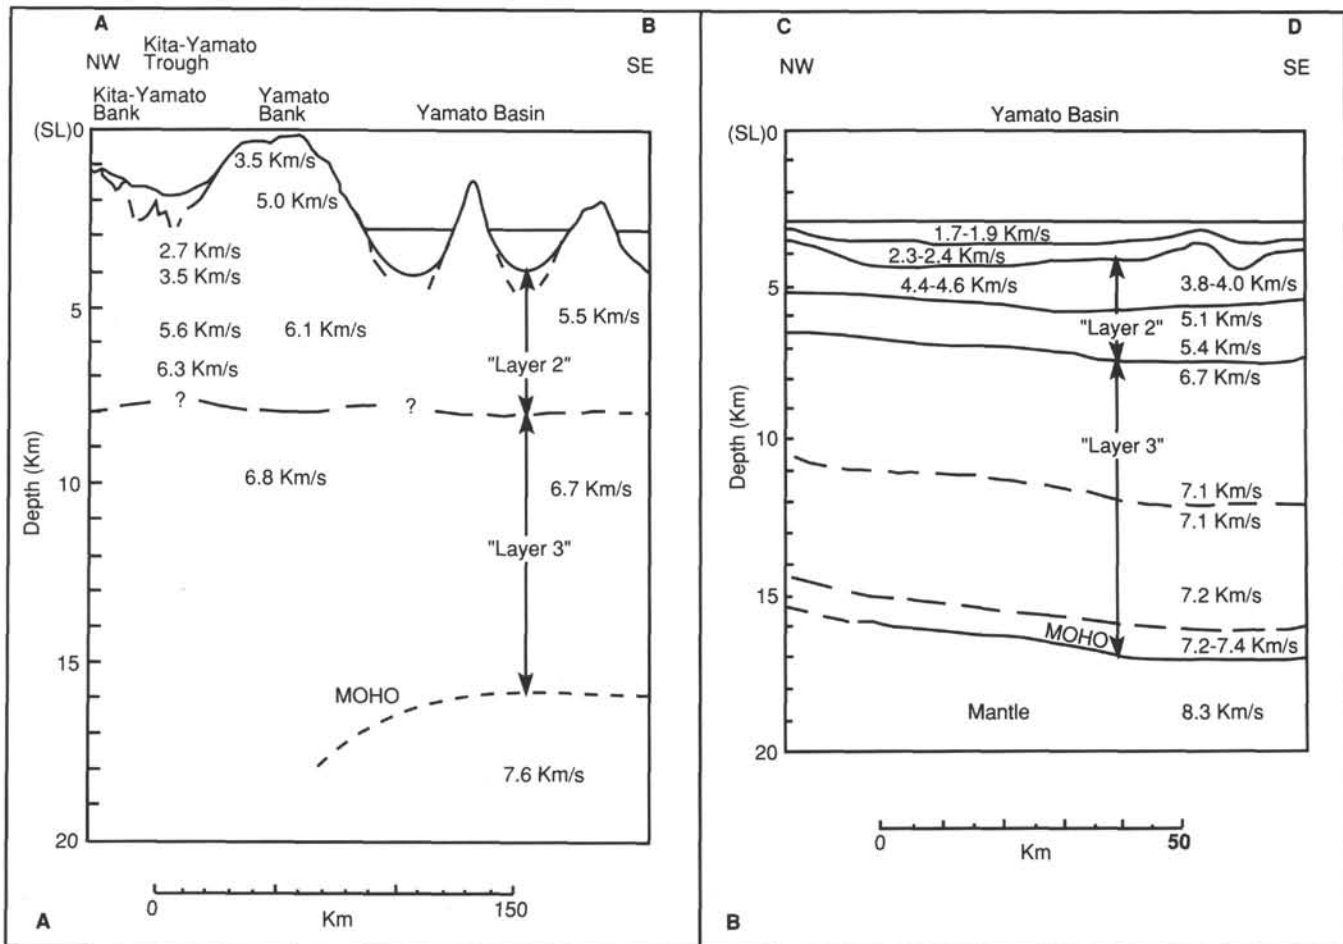 A
B
Kita-Yamato
NW Trough
SE
Kita-Yamato
Bank
Yamato
Bank
Yamato Basin
(SL)0
3.5 Km/s
5.0 Km/s
2.7 Km/s
3.5 Km/s
5
5.6 Km/s
6.1 Km/s
5.5 Km/s
6.3 Km/s
"Layer 2"
?
?
Depth (Km)
6.8 Km/s
10
6.7 Km/s
"Layer 3"
15
MOHO
7.6 Km/s
20
0
Km
150
A
C
D
NW
SE
Yamato Basin
(SL)0
1.7-1.9 Km/s
2.3-2.4 Km/s
4.4-4.6 Km/s
3.8-4.0 Km/s
5
5.1 Km/s
"Layer 2"
5.4 Km/s
6.7 Km/s
Depth (Km)
10
"Layer 3"
7.1 Km/s
7.1 Km/s
15
7.2 Km/s
MOHO
7.2-7.4 Km/s
Mantle
8.3 Km/s
20
0
Km
50
B